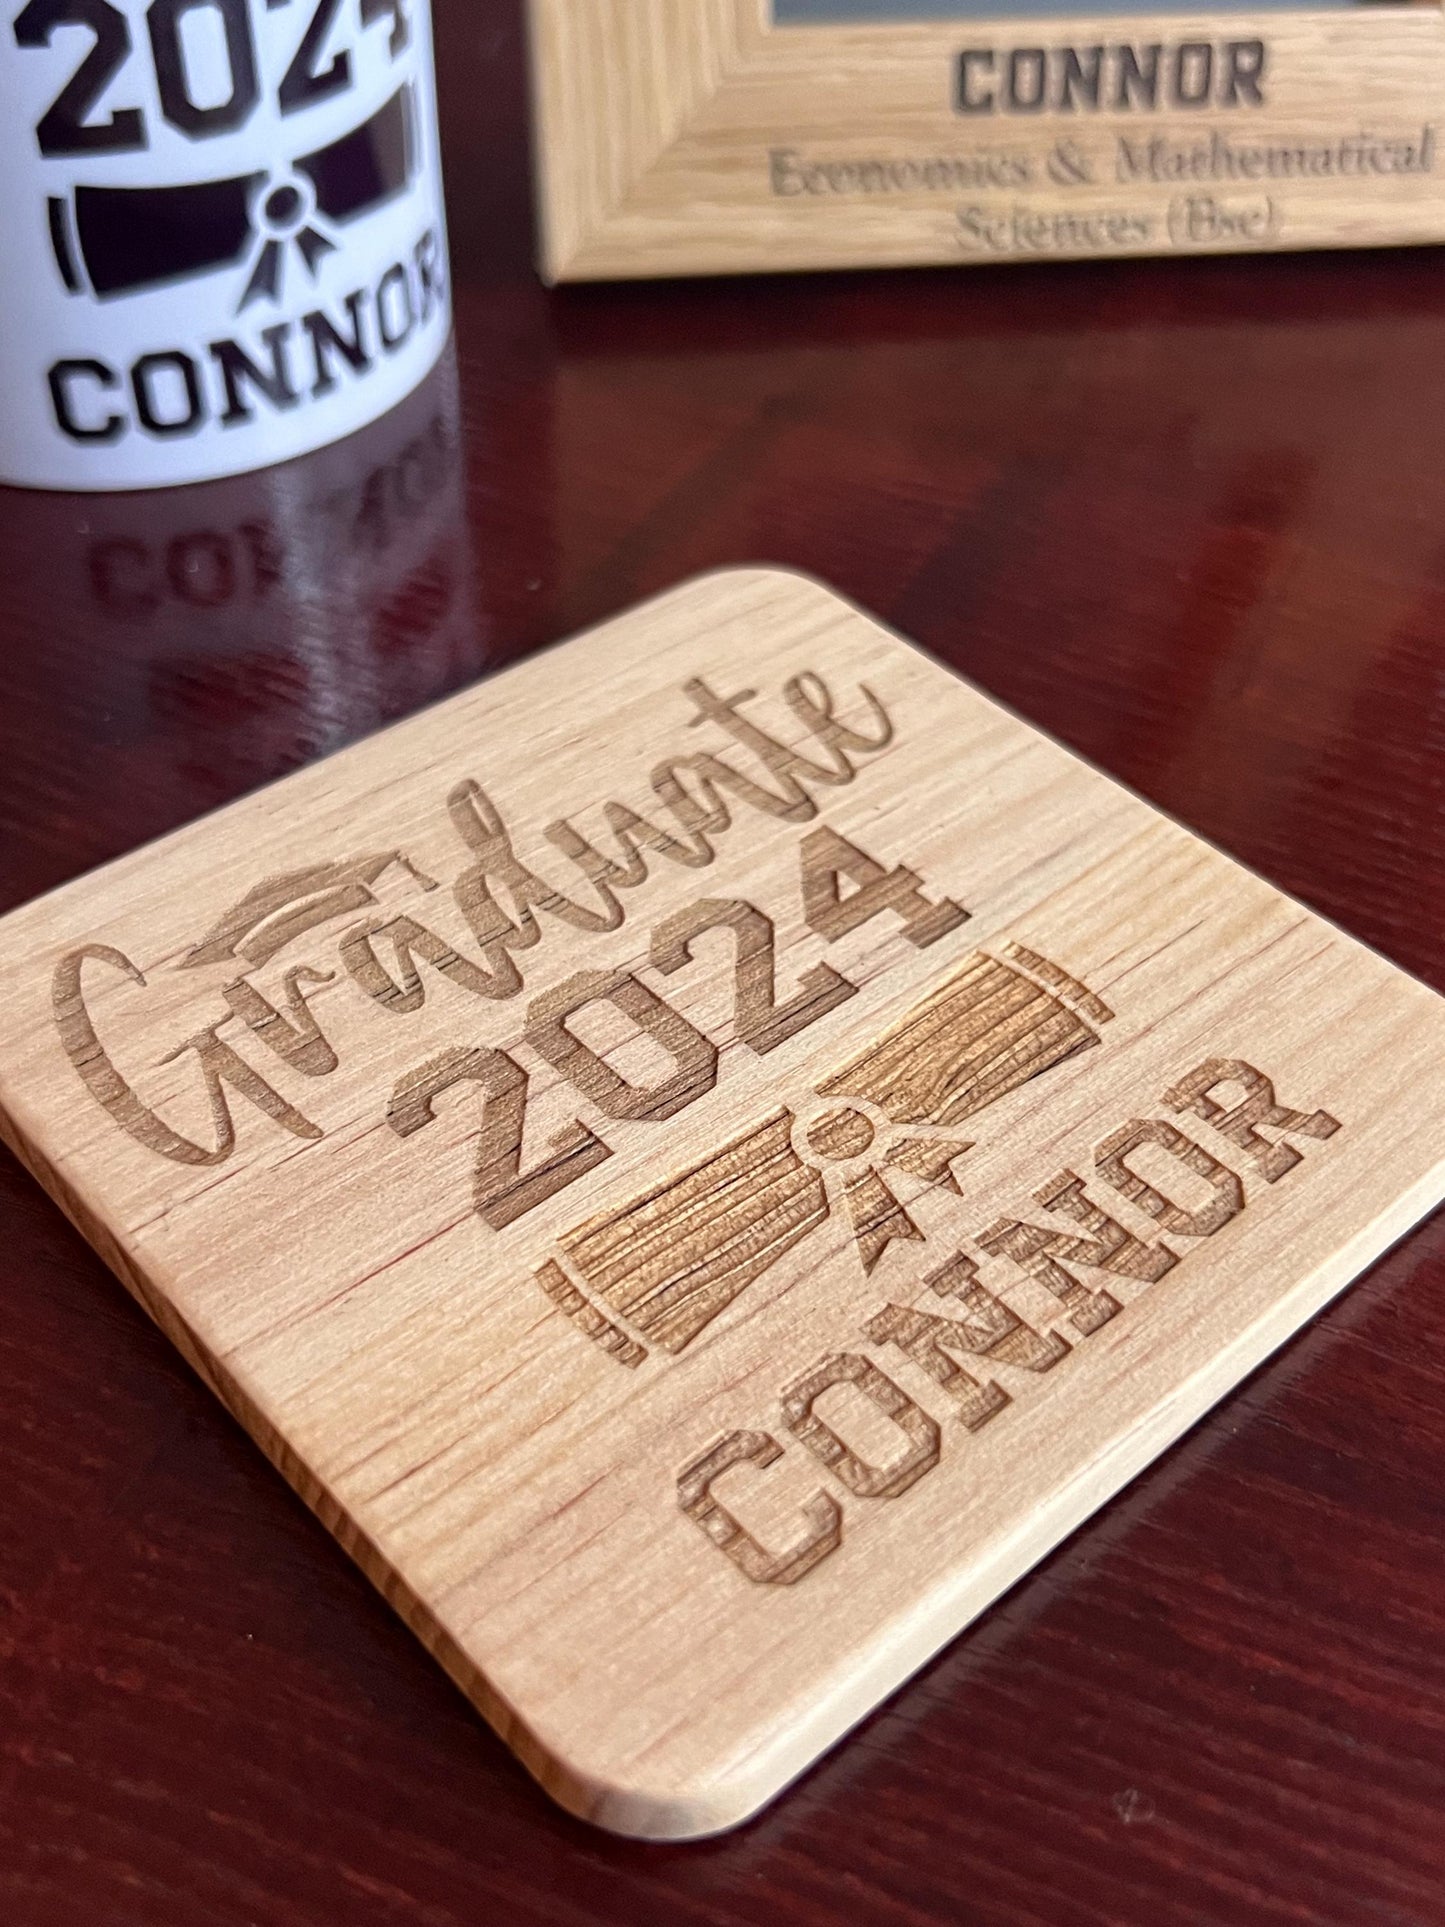 2024
CONNOR
CONNOR
Economics & Mathematical
Sciences (Bsc)
Graduate
2024
CONNOR